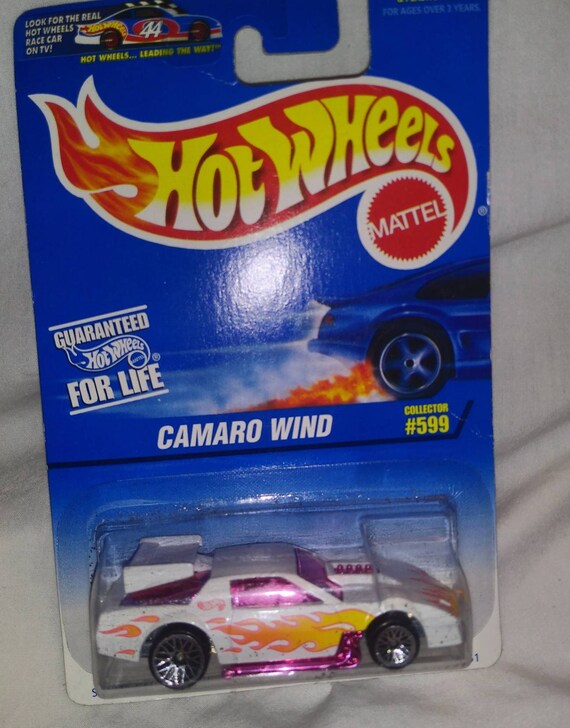 LOOK FOR THE REAL
HOT WHEELS
RACE CAR
ON TV!
44
HOT WHEELS... LEADING THE WAY!™
FOR AGES OVER 3 YEARS.
HOT WHEELS
MATTEL
®
GUARANTEED
HOT WHEELS ®
FOR LIFE
CAMARO WIND
COLLECTOR
#599